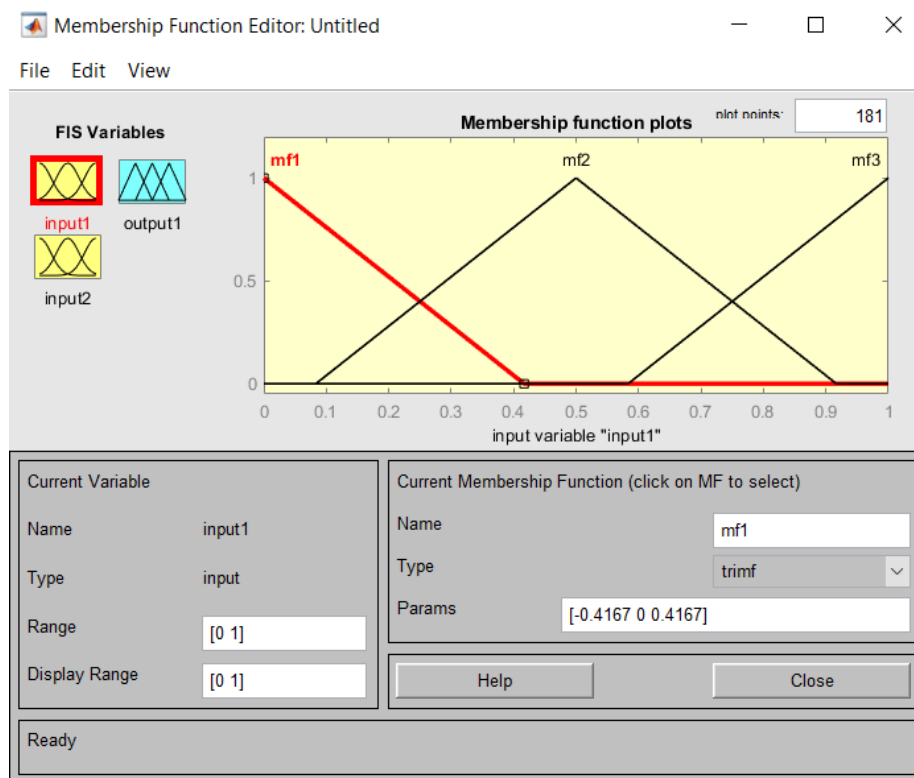 Membership Function Editor: Untitled
File Edit View
FIS Variables
input1
output1
input2
Membership function plots
plot points:
181
mf1
mf2
mf3
1
0.5
0
0 0.1 0.2 0.3 0.4 0.5 0.6 0.7 0.8 0.9 1
input variable "input1"
Current Variable
Name input1
Type input
Range [0 1]
Display Range [0 1]
Current Membership Function (click on MF to select)
Name mf1
Type trimf
Params [-0.4167 0 0.4167]
Help Close
Ready